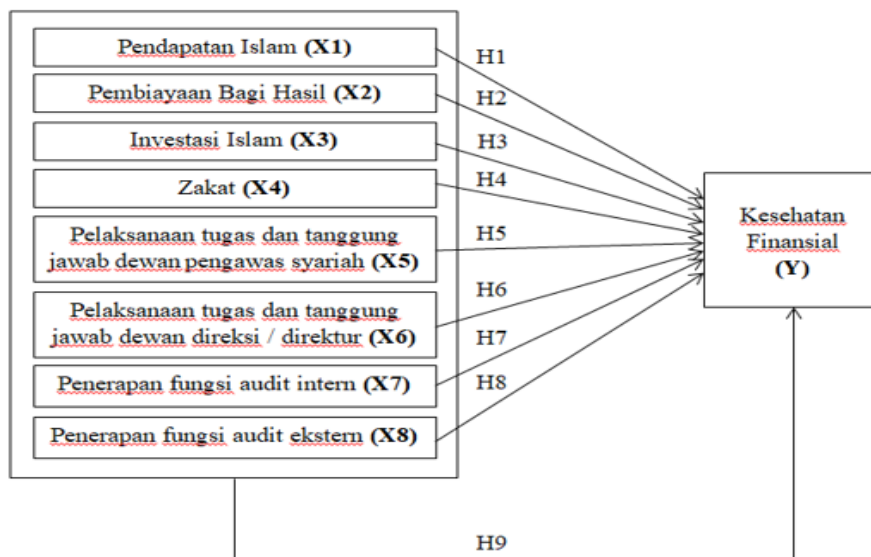 Pendapatan Islam (X1)
H1
Pembiayaan Bagi Hasil (X2)
H2
Investasi Islam (X3)
H3
Zakat (X4)
H4
Pelaksanaan tugas dan tanggung
jawab dewan pengawas syariah (X5)
H5
Pelaksanaan tugas dan tanggung
jawab dewan direksi / direktur (X6)
H6
Penerapan fungsi audit intern (X7)
H7
Penerapan fungsi audit ekstern (X8)
H8
Kesehatan
Finansial
(Y)
H9